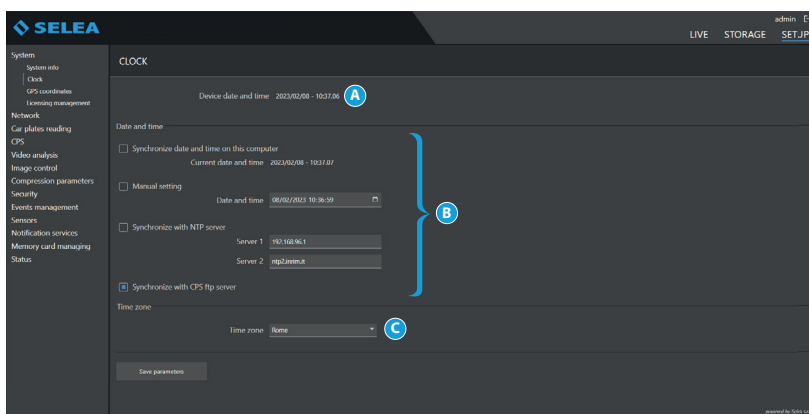 SELEA
admin
LIVE STORAGE SETUP
System
System info
Clock
GPS coordinates
Licensing management
Network
Car plates reading
CPS
Video analysis
Image control
Compression parameters
Security
Events management
Sensors
Notification services
Memory card managing
Status
CLOCK
Device date and time 2023/02/08 - 10:37.06 A
Date and time
Synchronize date and time on this computer
Current date and time 2023/02/08 - 10:37.07
Manual setting
Date and time 08/02/2023 10:36:59
B
Synchronize with NTP server
Server 1 192.168.96.1
Server 2 ntp2.inrim.it
Synchronize with CPS ftp server
Time zone
Time zone Rome C
Save parameters
powered by Selea